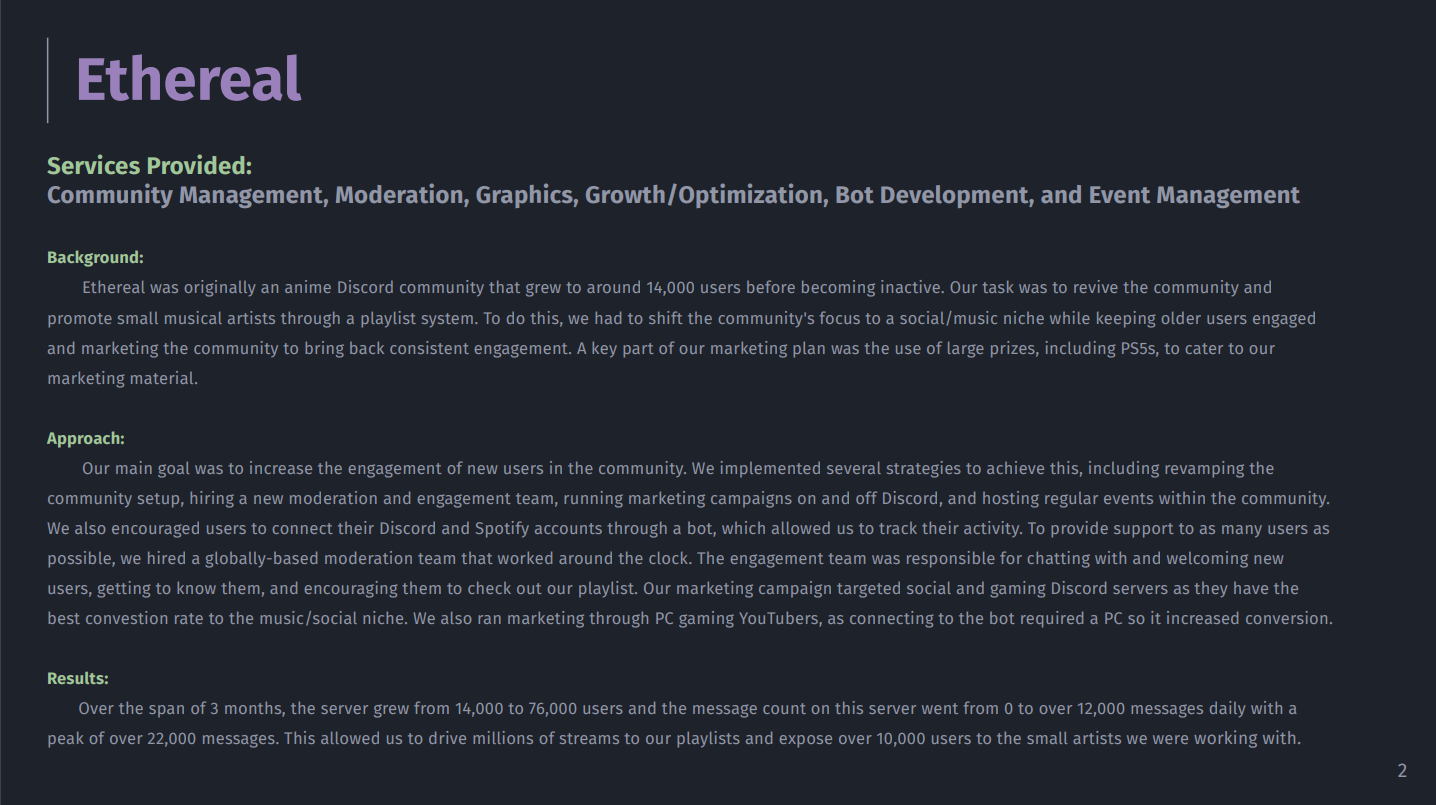 Ethereal
Services Provided:
Community Management, Moderation, Graphics, Growth/Optimization, Bot Development, and Event Management
Background:
Ethereal was originally an anime Discord community that grew to around 14,000 users before becoming inactive. Our task was to revive the community and
promote small musical artists through a playlist system. To do this, we had to shift the community's focus to a social/music niche while keeping older users engaged
and marketing the community to bring back consistent engagement. A key part of our marketing plan was the use of large prizes, including PS5s, to cater to our
marketing material.
Approach:
Our main goal was to increase the engagement of new users in the community. We implemented several strategies to achieve this, including revamping the
community setup, hiring a new moderation and engagement team, running marketing campaigns on and off Discord, and hosting regular events within the community.
We also encouraged users to connect their Discord and Spotify accounts through a bot, which allowed us to track their activity. To provide support to as many users as
possible, we hired a globally-based moderation team that worked around the clock. The engagement team was responsible for chatting with and welcoming new
users, getting to know them, and encouraging them to check out our playlist. Our marketing campaign targeted social and gaming Discord servers as they have the
best convestion rate to the music/social niche. We also ran marketing through PC gaming YouTubers, as connecting to the bot required a PC so it increased conversion.
Results:
Over the span of 3 months, the server grew from 14,000 to 76,000 users and the message count on this server went from 0 to over 12,000 messages daily with a
peak of over 22,000 messages. This allowed us to drive millions of streams to our playlists and expose over 10,000 users to the small artists we were working with.
2